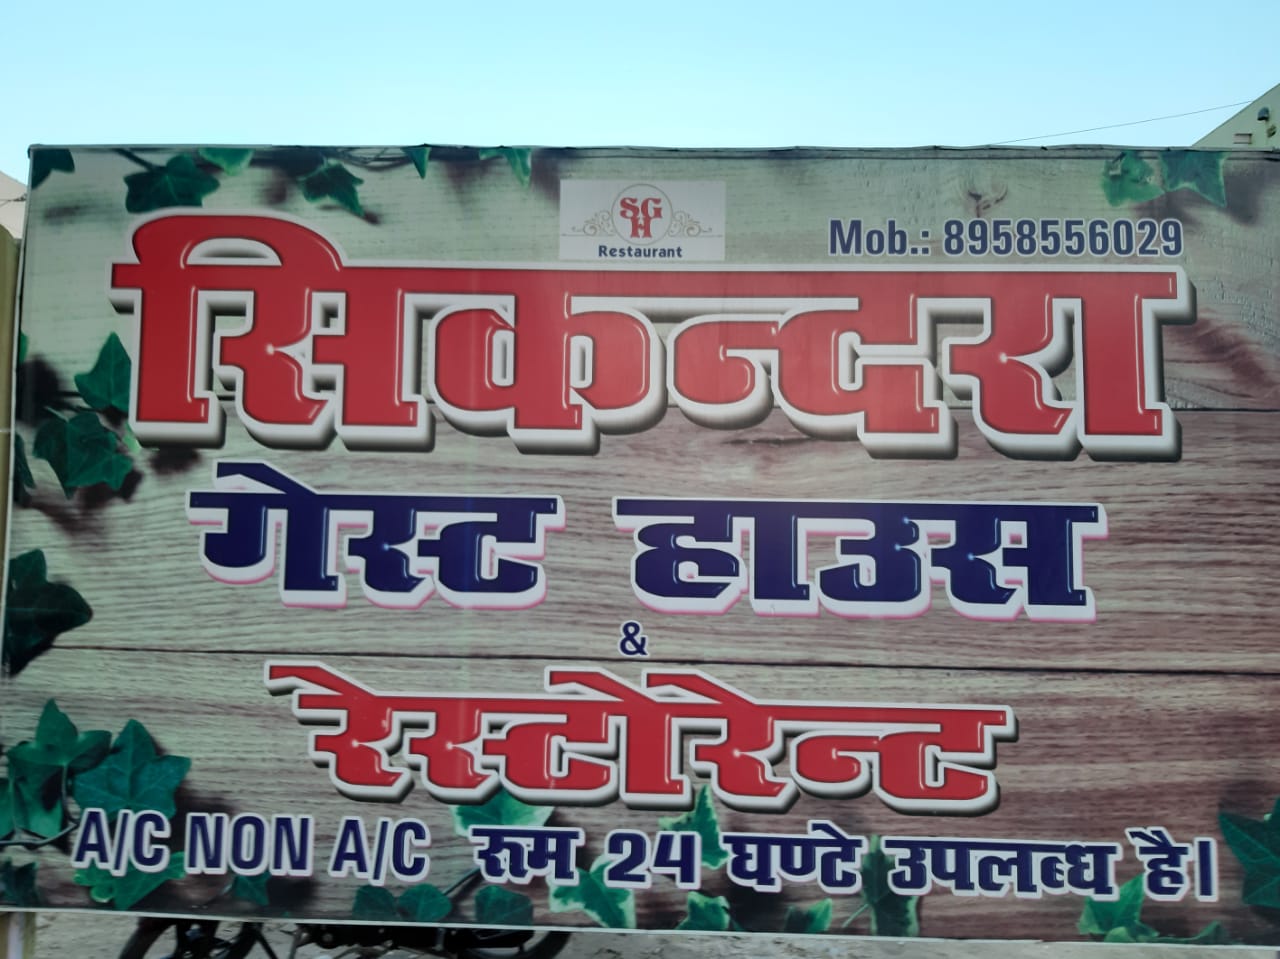 SGH
Restaurant
Mob.: 8958556029
सिकन्दरा
गेस्ट हाउस
&
रेस्टोरेन्ट
A/C NON A/C रूम 24 घण्टे उपलब्ध है।